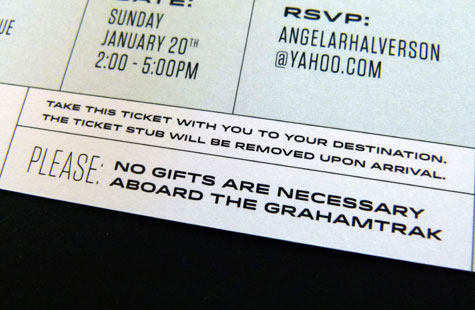 DATE:
SUNDAY
JANUARY 20TH
2:00 - 5:00PM
RSVP:
ANGELARHALVERSON
@YAHOO.COM
TAKE THIS TICKET WITH YOU TO YOUR DESTINATION.
THE TICKET STUB WILL BE REMOVED UPON ARRIVAL.
PLEASE: NO GIFTS ARE NECESSARY
ABOARD THE GRAHAMTRAK